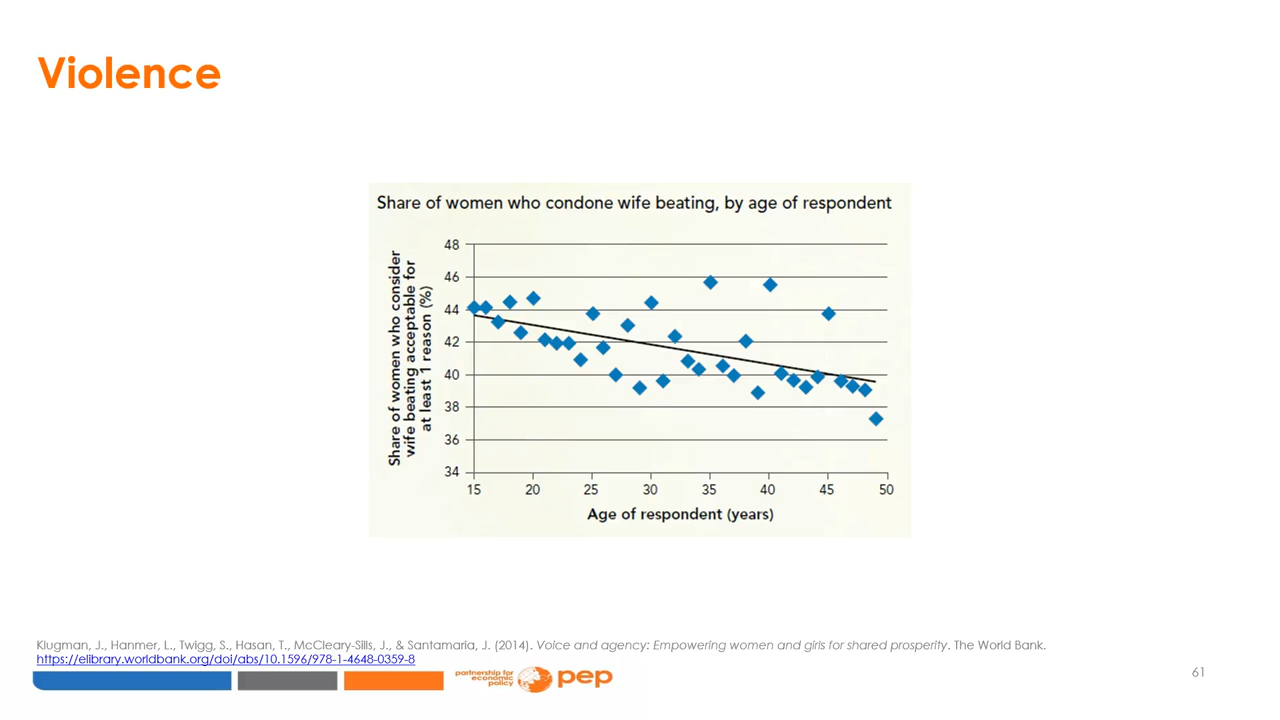 Violence
Share of women who condone wife beating, by age of respondent
Share of women who consider
wife beating acceptable for
at least 1 reason (%)
48
46
44
42
40
38
36
34
15 20 25 30 35 40 45 50
Age of respondent (years)
Klugman, J., Hanmer, L., Twigg, S., Hasan, T., McCleary-Sills, J., & Santamaria, J. (2014). Voice and agency: Empowering women and girls for shared prosperity. The World Bank.
https://elibrary.worldbank.org/doi/abs/10.1596/978-1-4648-0359-8
partnership for
economic
policy
pep
61